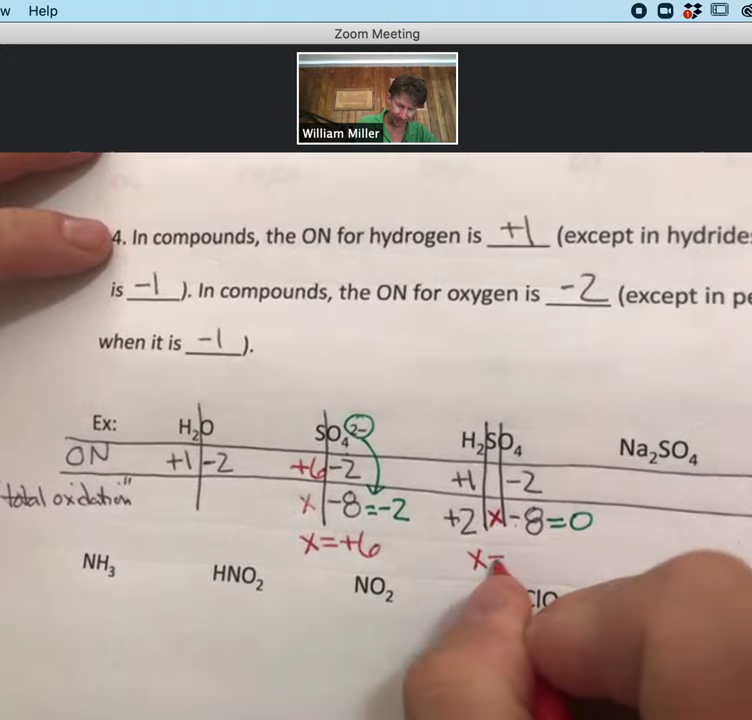 w Help
Zoom Meeting
William Miller
4. In compounds, the ON for hydrogen is +1 (except in hydride
is -1 ). In compounds, the ON for oxygen is -2 (except in pe
when it is -1 ).
Ex: H₂O SO₄²⁻ H₂SO₄ Na₂SO₄
ON +1 -2 +6 -2 +1 -2
"total oxidation" x -8=-2 +2 x -8=0
x=+6 x=
NH₃ HNO₂ NO₂ ClO